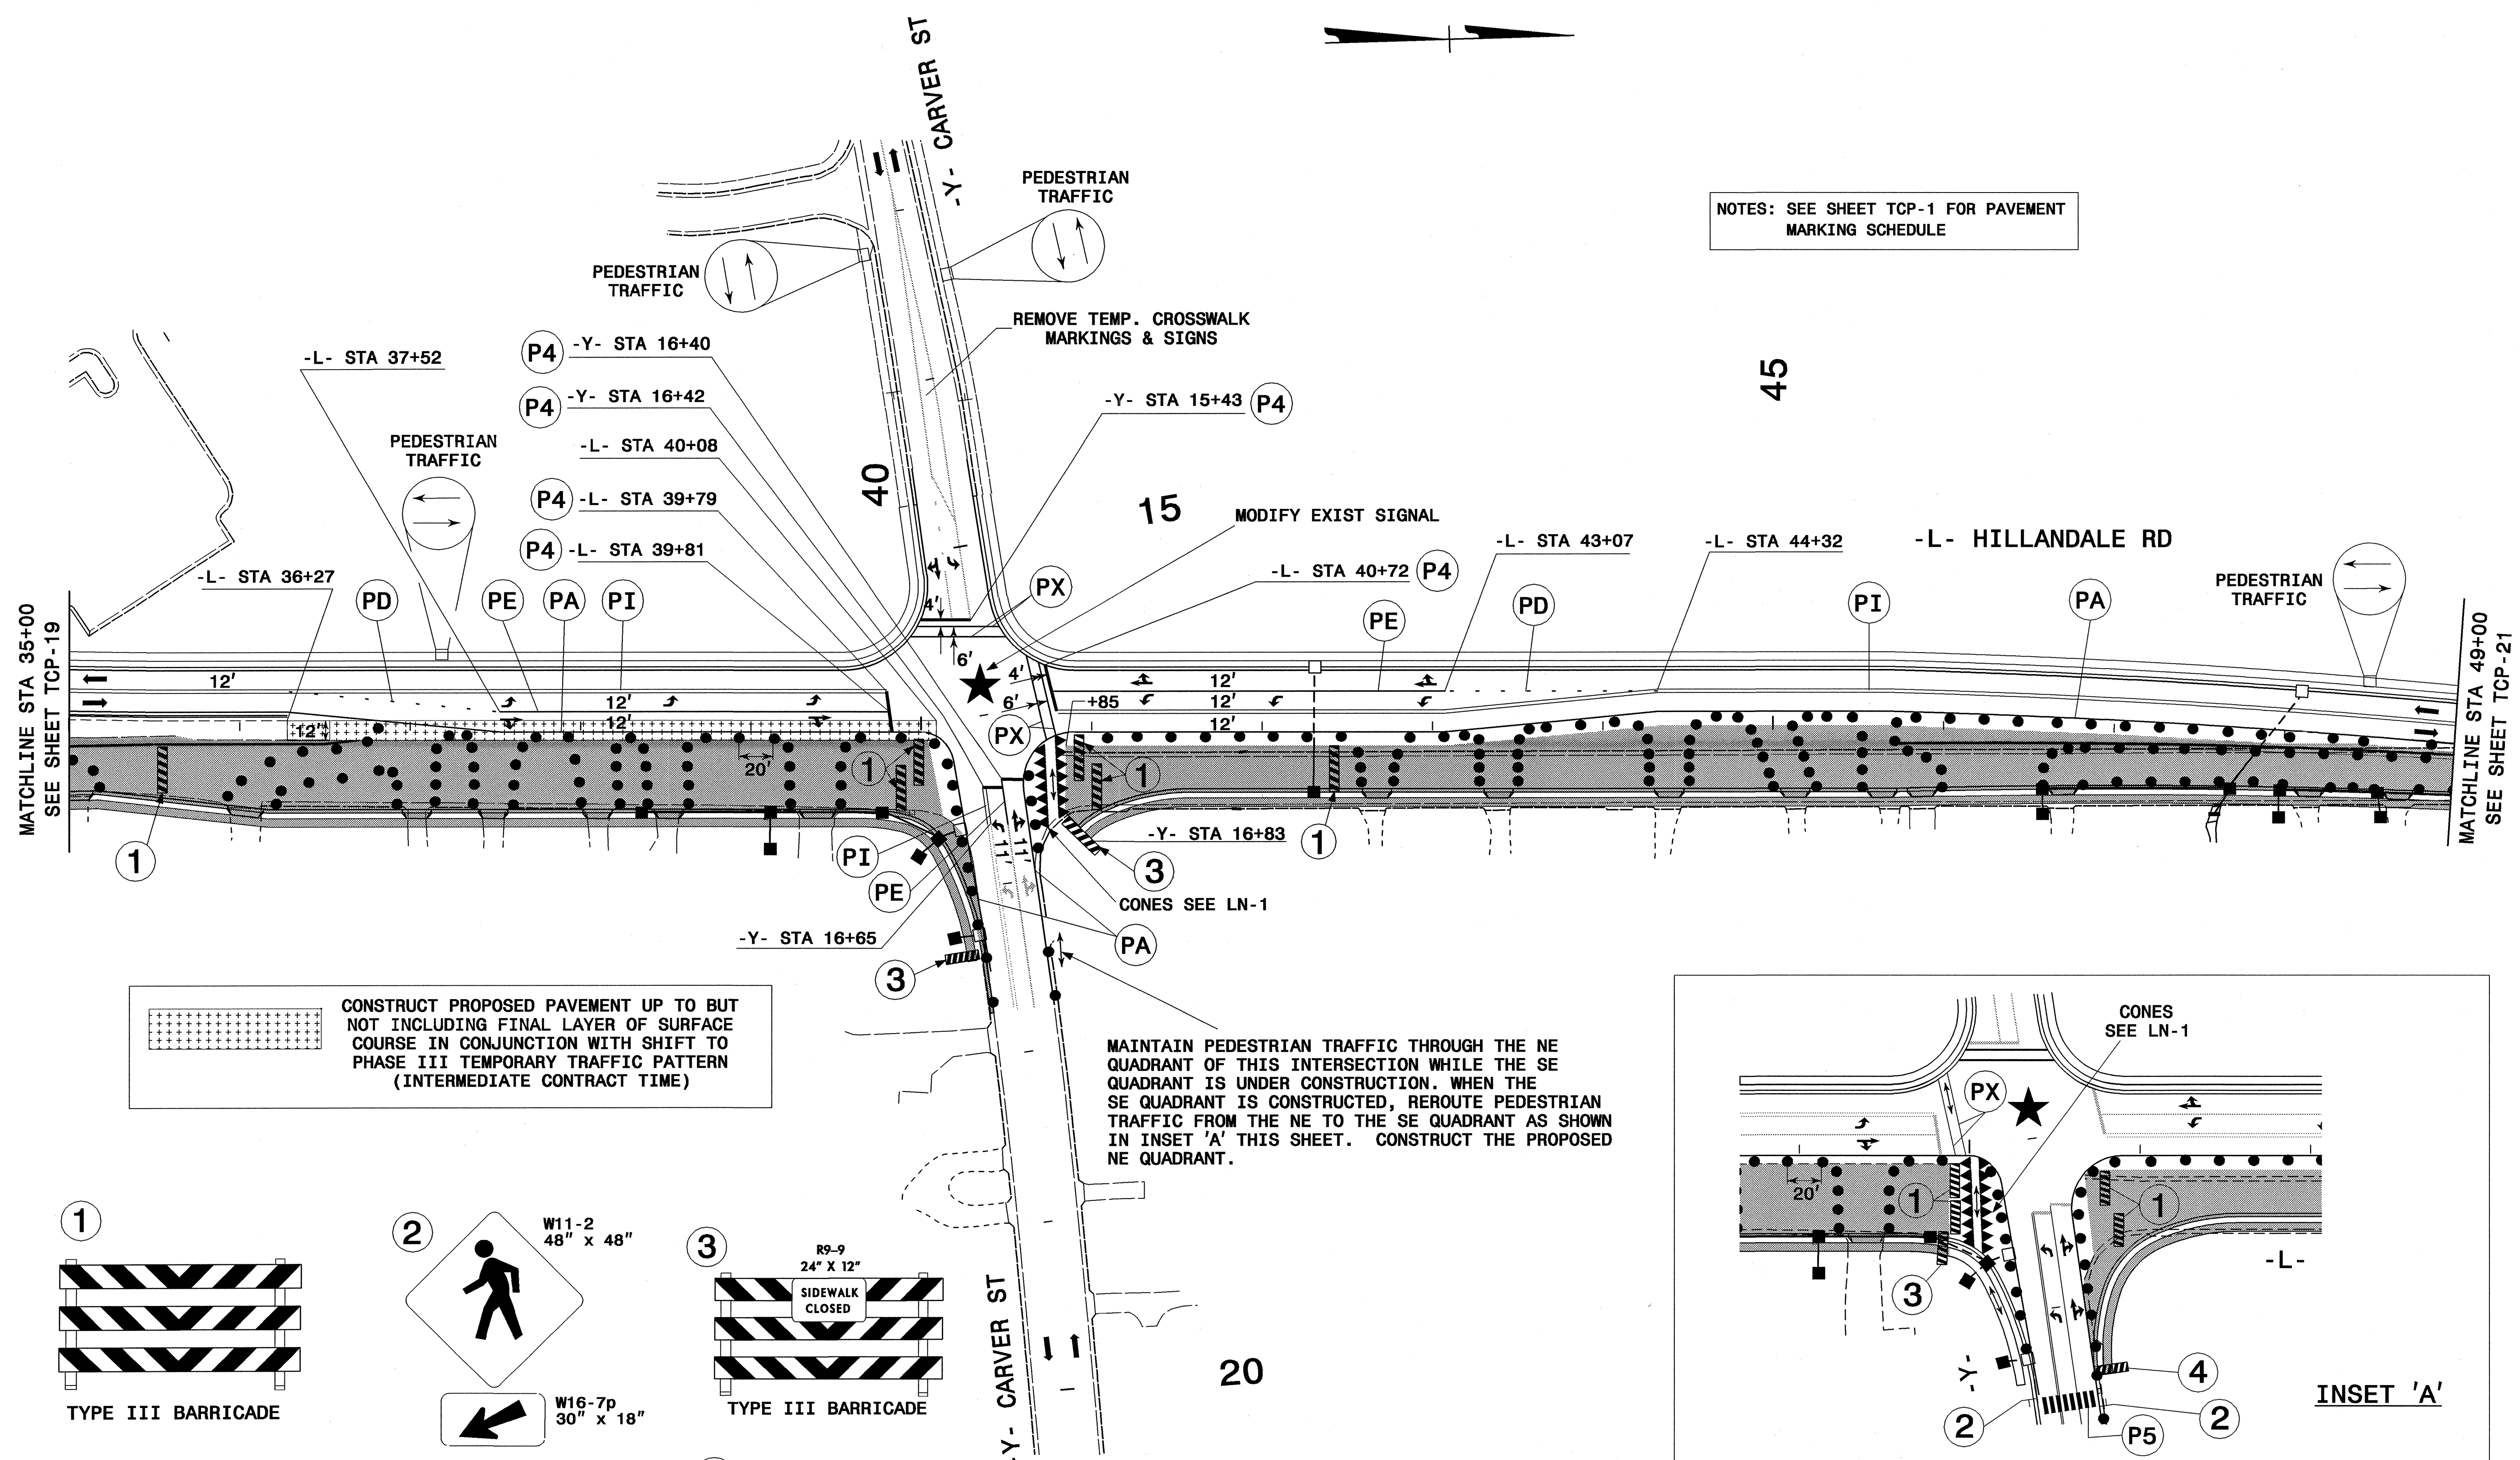 -Y- CARVER ST
PEDESTRIAN
TRAFFIC
PEDESTRIAN
TRAFFIC
NOTES: SEE SHEET TCP-1 FOR PAVEMENT
MARKING SCHEDULE
REMOVE TEMP. CROSSWALK
MARKINGS & SIGNS
-L- STA 37+52
P4 -Y- STA 16+40
P4 -Y- STA 16+42
-L- STA 40+08
P4 -L- STA 39+79
P4 -L- STA 39+81
-Y- STA 15+43 P4
PEDESTRIAN
TRAFFIC
40
15
45
MODIFY EXIST SIGNAL
-L- STA 40+72 P4
-L- STA 43+07
-L- STA 44+32
-L- HILLANDALE RD
PEDESTRIAN
TRAFFIC
-L- STA 36+27
PD
PE
PA
PI
PX
PE
PD
PI
PA
MATCHLINE STA 35+00
SEE SHEET TCP-19
MATCHLINE STA 49+00
SEE SHEET TCP-21
4'
6'
4'
6'
12'
12'
12'
12'
12'
12'
12'
+85
PX
20'
1
1
1
1
3
11'
11'
PI
PE
-Y- STA 16+83
CONES SEE LN-1
-Y- STA 16+65
PA
3
CONSTRUCT PROPOSED PAVEMENT UP TO BUT
NOT INCLUDING FINAL LAYER OF SURFACE
COURSE IN CONJUNCTION WITH SHIFT TO
PHASE III TEMPORARY TRAFFIC PATTERN
(INTERMEDIATE CONTRACT TIME)
MAINTAIN PEDESTRIAN TRAFFIC THROUGH THE NE
QUADRANT OF THIS INTERSECTION WHILE THE SE
QUADRANT IS UNDER CONSTRUCTION. WHEN THE
SE QUADRANT IS CONSTRUCTED, REROUTE PEDESTRIAN
TRAFFIC FROM THE NE TO THE SE QUADRANT AS SHOWN
IN INSET 'A' THIS SHEET. CONSTRUCT THE PROPOSED
NE QUADRANT.
CONES
SEE LN-1
PX
20'
1
1
3
-L-
-Y-
4
2
2
P5
INSET 'A'
1
TYPE III BARRICADE
2
W11-2
48" x 48"
W16-7p
30" x 18"
3
R9-9
24" X 12"
SIDEWALK
CLOSED
TYPE III BARRICADE
-Y- CARVER ST
20